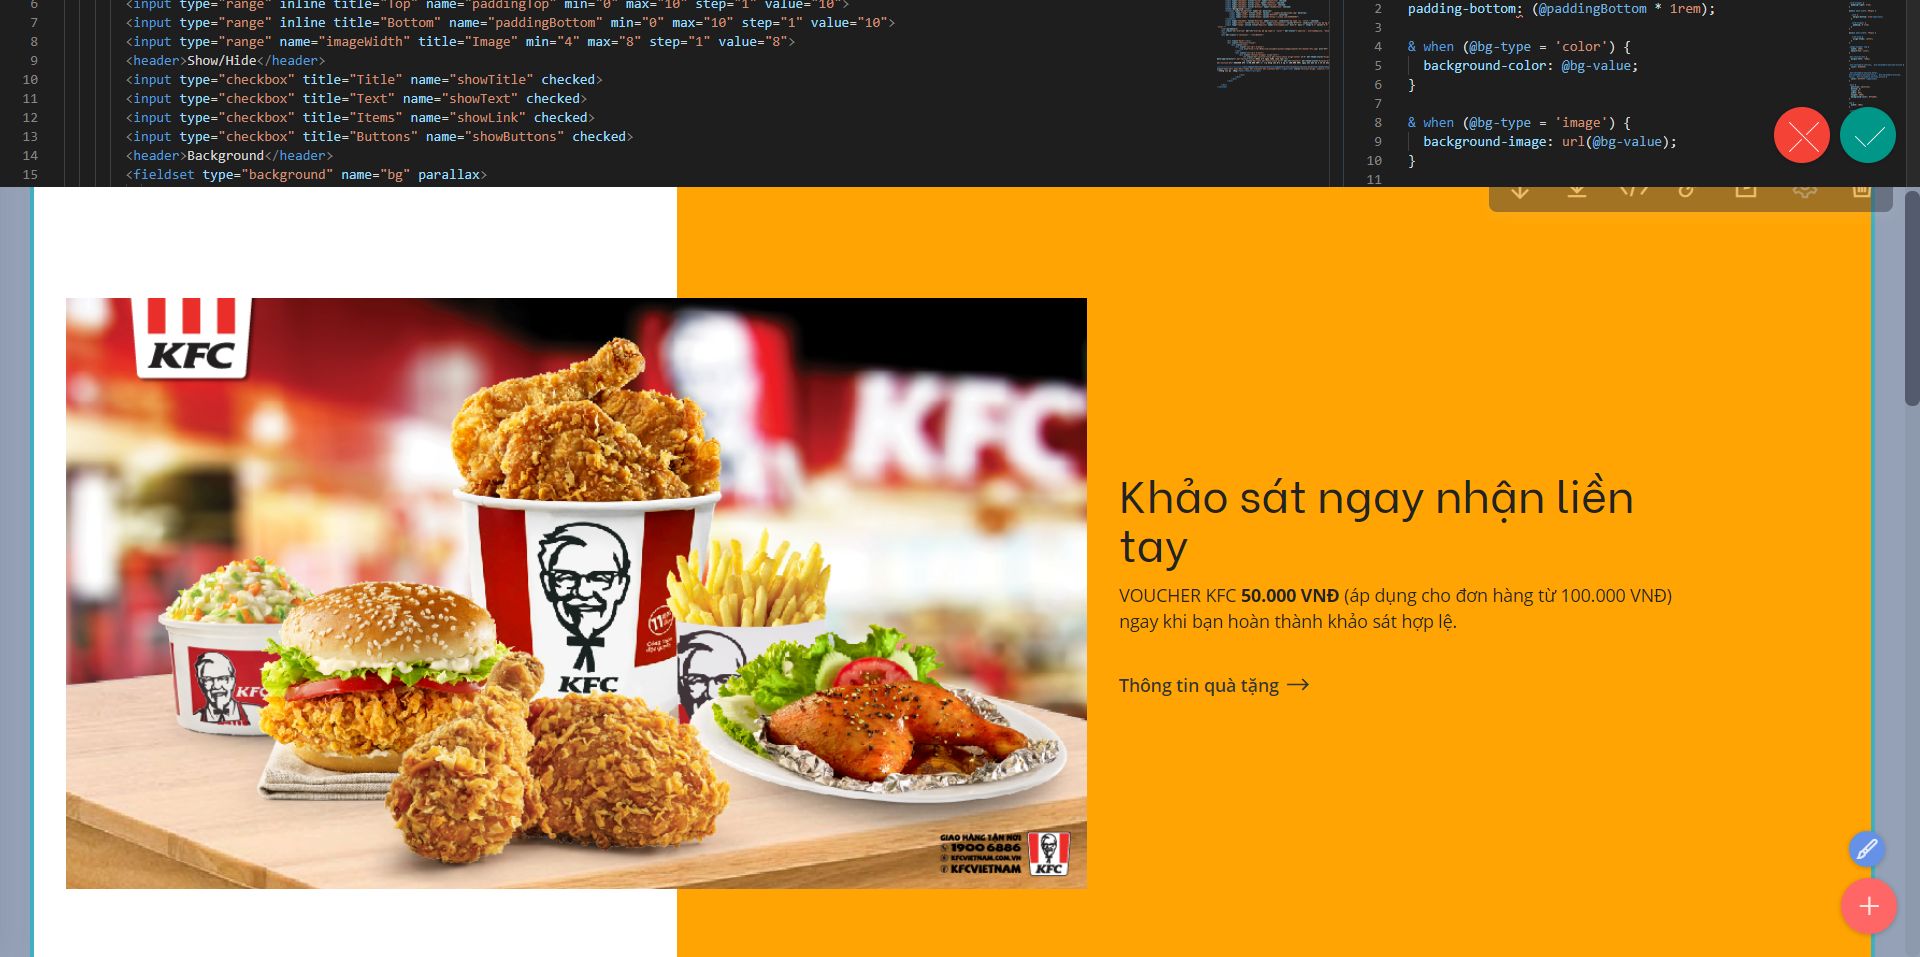 6 <input type="range" inline title="Top" name="paddingTop" min="0" max="10" step="1" value="10">
7 <input type="range" inline title="Bottom" name="paddingBottom" min="0" max="10" step="1" value="10">
8 <input type="range" name="imageWidth" title="Image" min="4" max="8" step="1" value="8">
9 <header>Show/Hide</header>
10 <input type="checkbox" title="Title" name="showTitle" checked>
11 <input type="checkbox" title="Text" name="showText" checked>
12 <input type="checkbox" title="Items" name="showLink" checked>
13 <input type="checkbox" title="Buttons" name="showButtons" checked>
14 <header>Background</header>
15 <fieldset type="background" name="bg" parallax>
2 padding-bottom: (@paddingBottom * 1rem);
3
4 & when (@bg-type = 'color') {
5 background-color: @bg-value;
6 }
7
8 & when (@bg-type = 'image') {
9 background-image: url(@bg-value);
10 }
11
KFC
KFC
KFC
KFC
GIAO HÀNG TẬN NƠI
1900 6886
KFCVIETNAM.COM.VN
KFCVIETNAM
KFC
Khảo sát ngay nhận liền
tay
VOUCHER KFC 50.000 VNĐ (áp dụng cho đơn hàng từ 100.000 VNĐ)
ngay khi bạn hoàn thành khảo sát hợp lệ.
Thông tin quà tặng →